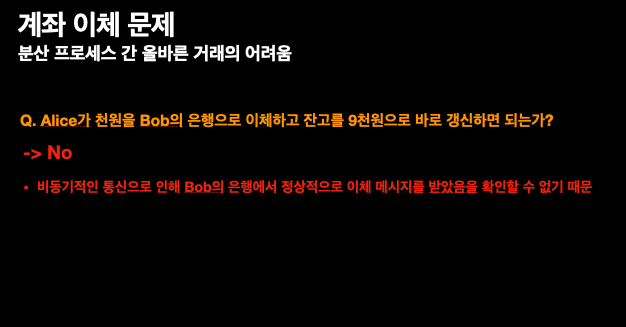 계좌 이체 문제
분산 프로세스 간 올바른 거래의 어려움
Q. Alice가 천원을 Bob의 은행으로 이체하고 잔고를 9천원으로 바로 갱신하면 되는가?
-> No
• 비동기적인 통신으로 인해 Bob의 은행에서 정상적으로 이체 메시지를 받았음을 확인할 수 없기 때문